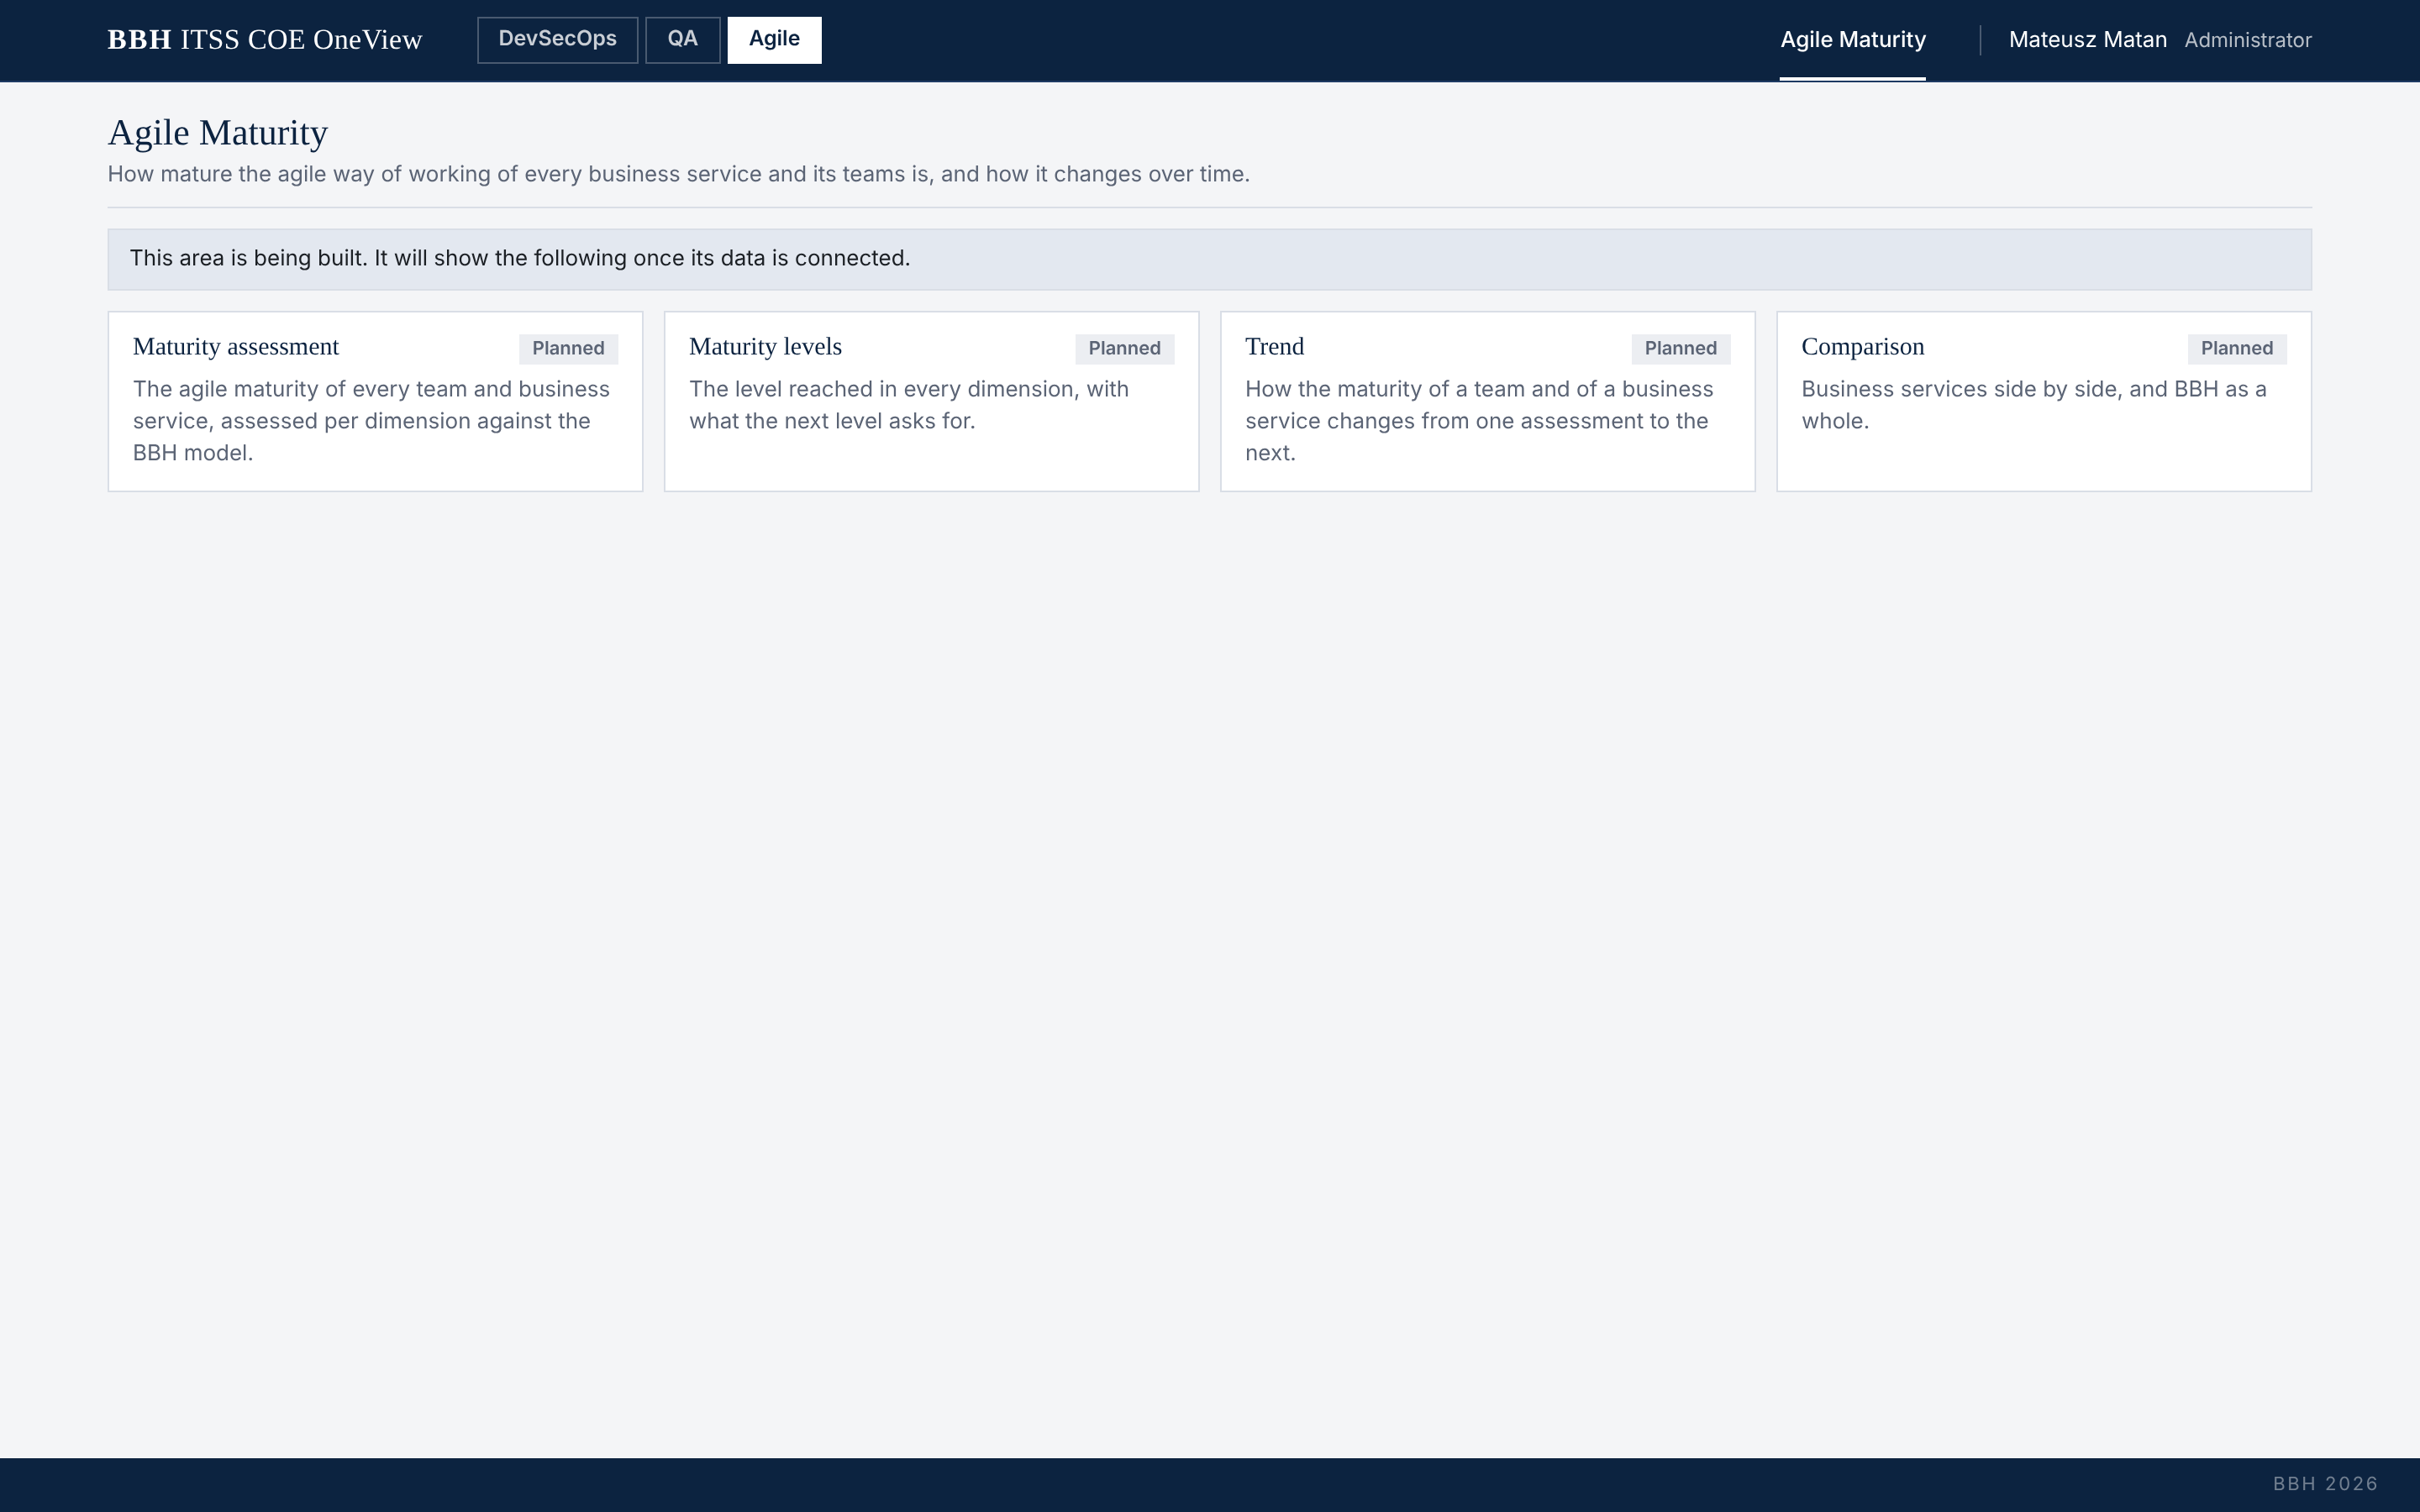 BBH ITSS COE OneView
DevSecOps
QA
Agile
Agile Maturity
Mateusz Matan
Administrator
Agile Maturity
How mature the agile way of working of every business service and its teams is, and how it changes over time.
This area is being built. It will show the following once its data is connected.
Maturity assessment
Planned
The agile maturity of every team and business
service, assessed per dimension against the
BBH model.
Maturity levels
Planned
The level reached in every dimension, with
what the next level asks for.
Trend
Planned
How the maturity of a team and of a business
service changes from one assessment to the
next.
Comparison
Planned
Business services side by side, and BBH as a
whole.
BBH 2026